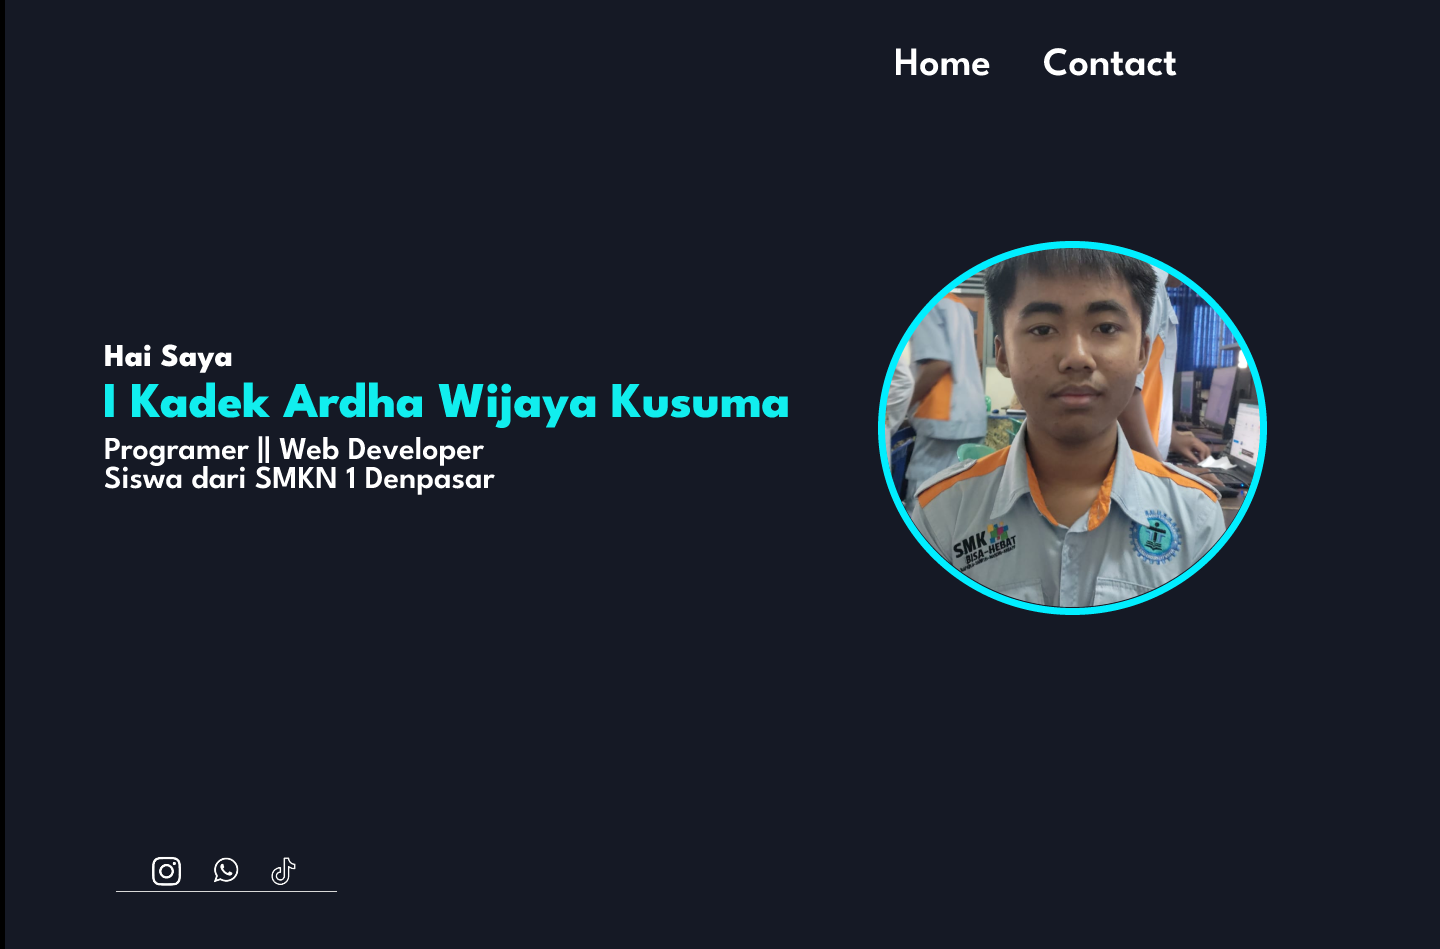 Home Contact
Hai Saya
I Kadek Ardha Wijaya Kusuma
Programer || Web Developer
Siswa dari SMKN 1 Denpasar
SMK
BISA-HEBAT